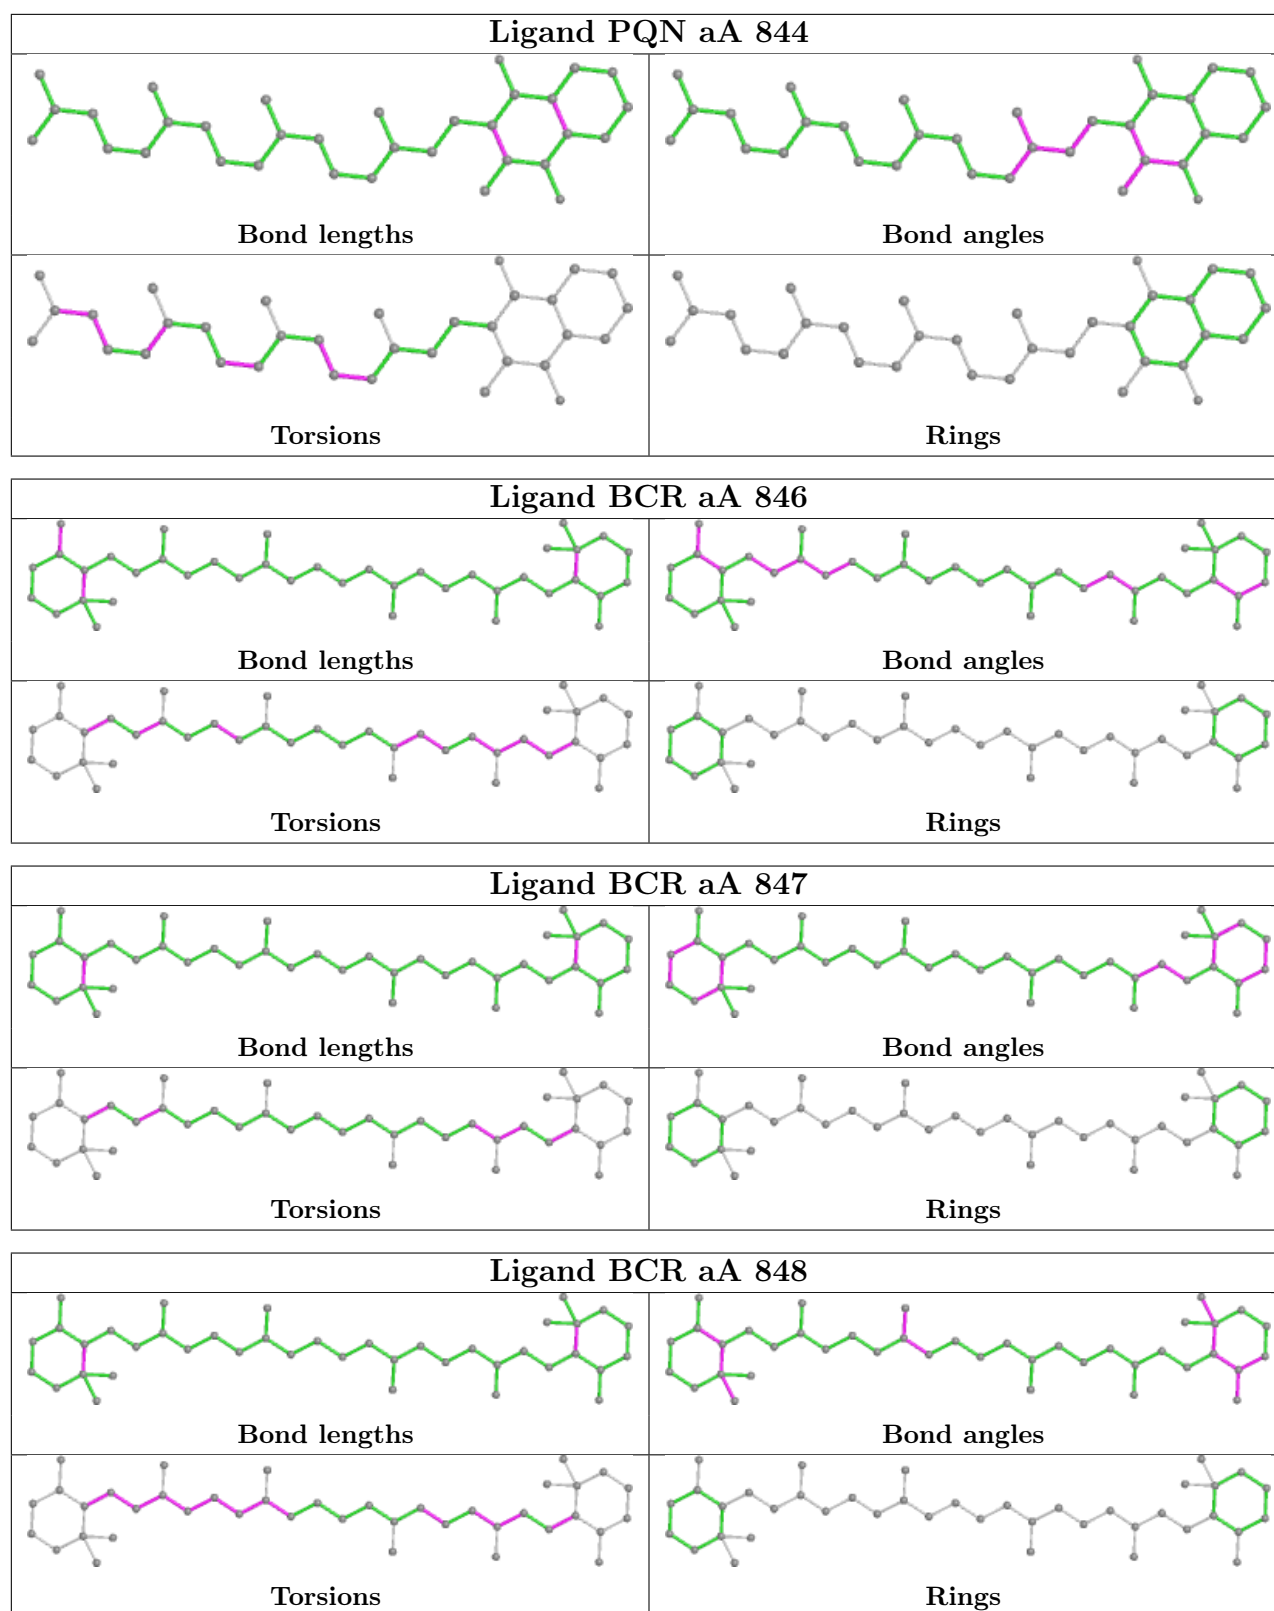 Ligand PQN aA 844
Bond lengths
Bond angles
Torsions
Rings
Ligand BCR aA 846
Bond lengths
Bond angles
Torsions
Rings
Ligand BCR aA 847
Bond lengths
Bond angles
Torsions
Rings
Ligand BCR aA 848
Bond lengths
Bond angles
Torsions
Rings